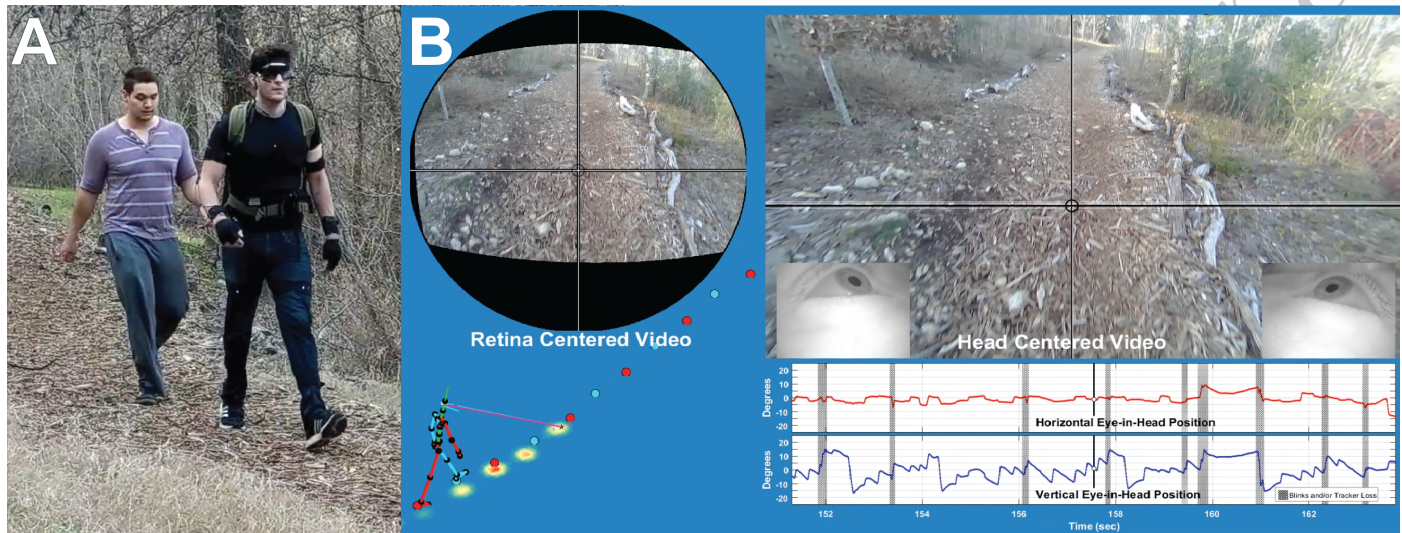 A
B
Retina Centered Video
Head Centered Video
Degrees
20
10
0
-10
-20
Horizontal Eye-in-Head Position
Degrees
20
10
0
-10
-20
Vertical Eye-in-Head Position
Blinks and/or Tracker Loss
152
154
156
158
160
162
Time (sec)